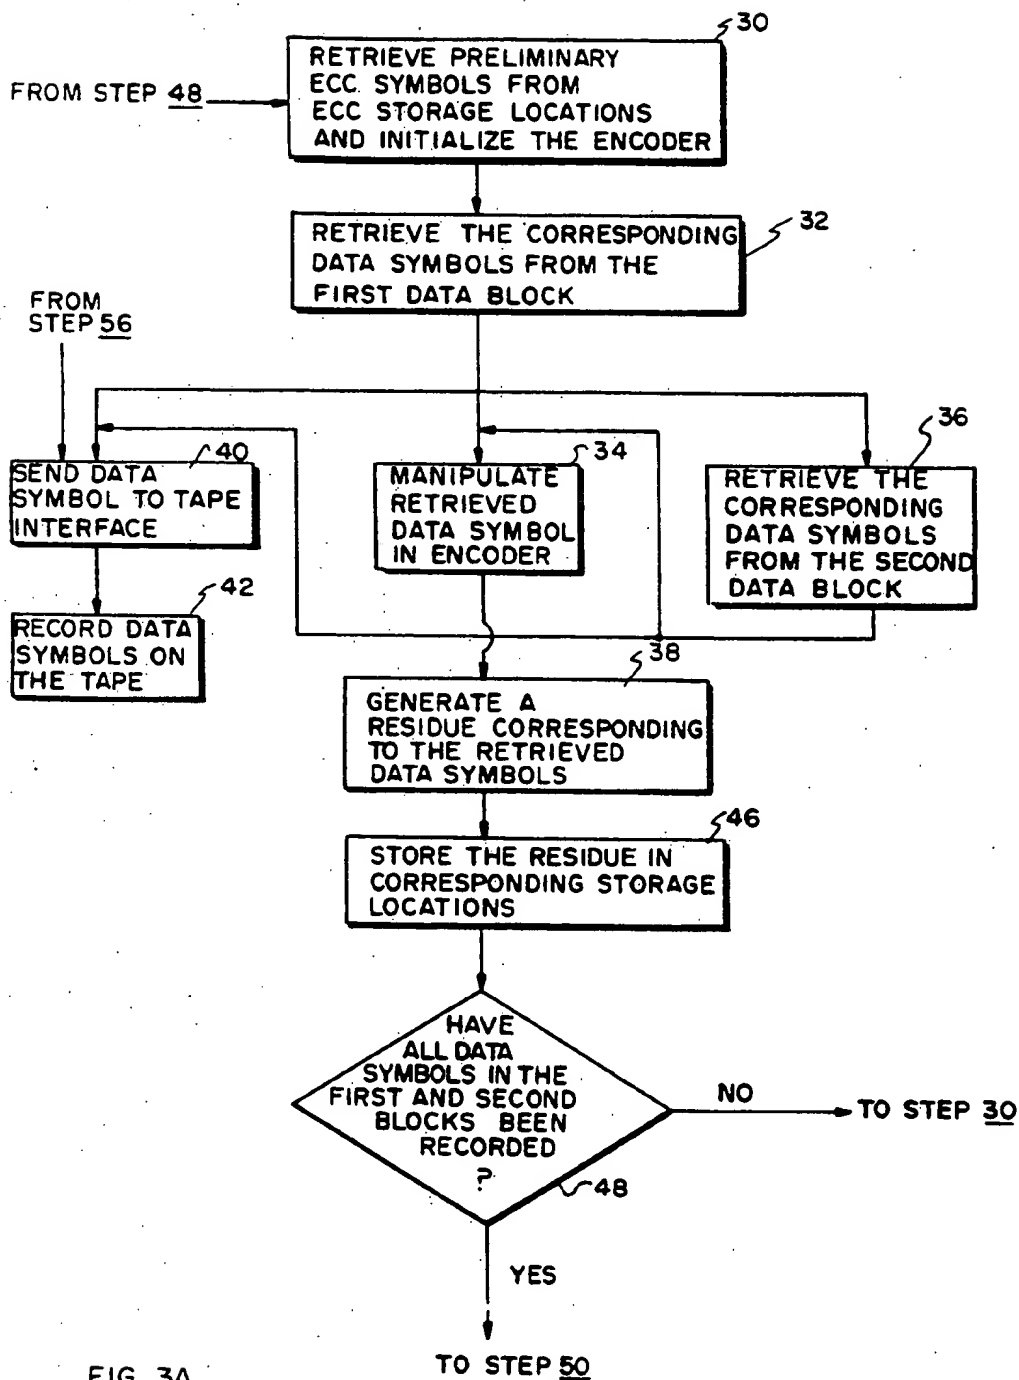 30
RETRIEVE PRELIMINARY
ECC SYMBOLS FROM
ECC STORAGE LOCATIONS
AND INITIALIZE THE ENCODER
FROM STEP 48
32
RETRIEVE THE CORRESPONDING
DATA SYMBOLS FROM THE
FIRST DATA BLOCK
FROM
STEP 56
40
SEND DATA
SYMBOL TO TAPE
INTERFACE
34
MANIPULATE
RETRIEVED
DATA SYMBOL
IN ENCODER
36
RETRIEVE THE
CORRESPONDING
DATA SYMBOLS
FROM THE SECOND
DATA BLOCK
42
RECORD DATA
SYMBOLS ON
THE TAPE
38
GENERATE A
RESIDUE CORRESPONDING
TO THE RETRIEVED
DATA SYMBOLS
46
STORE THE RESIDUE IN
CORRESPONDING STORAGE
LOCATIONS
HAVE
ALL DATA
SYMBOLS IN THE
FIRST AND SECOND
BLOCKS BEEN
RECORDED
?
48
NO
TO STEP 30
YES
TO STEP 50
FIG. 3A